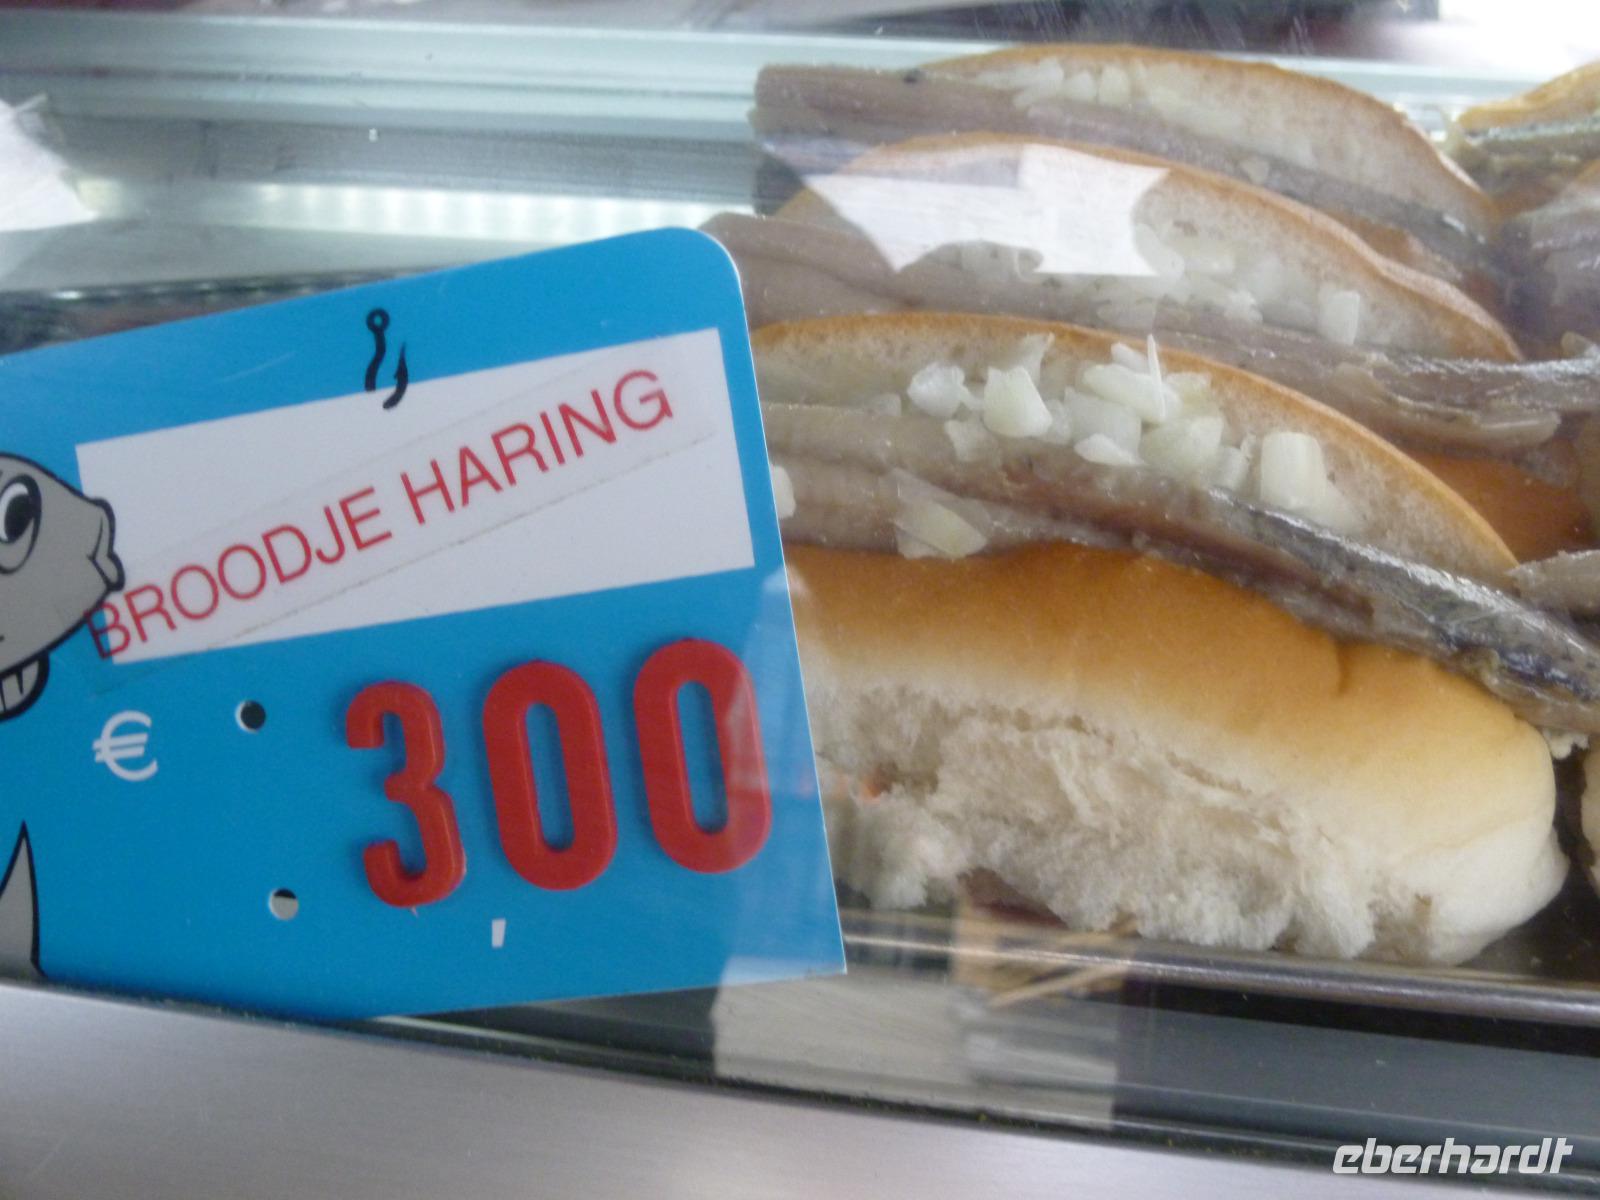 BROODJE HARING
€ 300
eberhardt